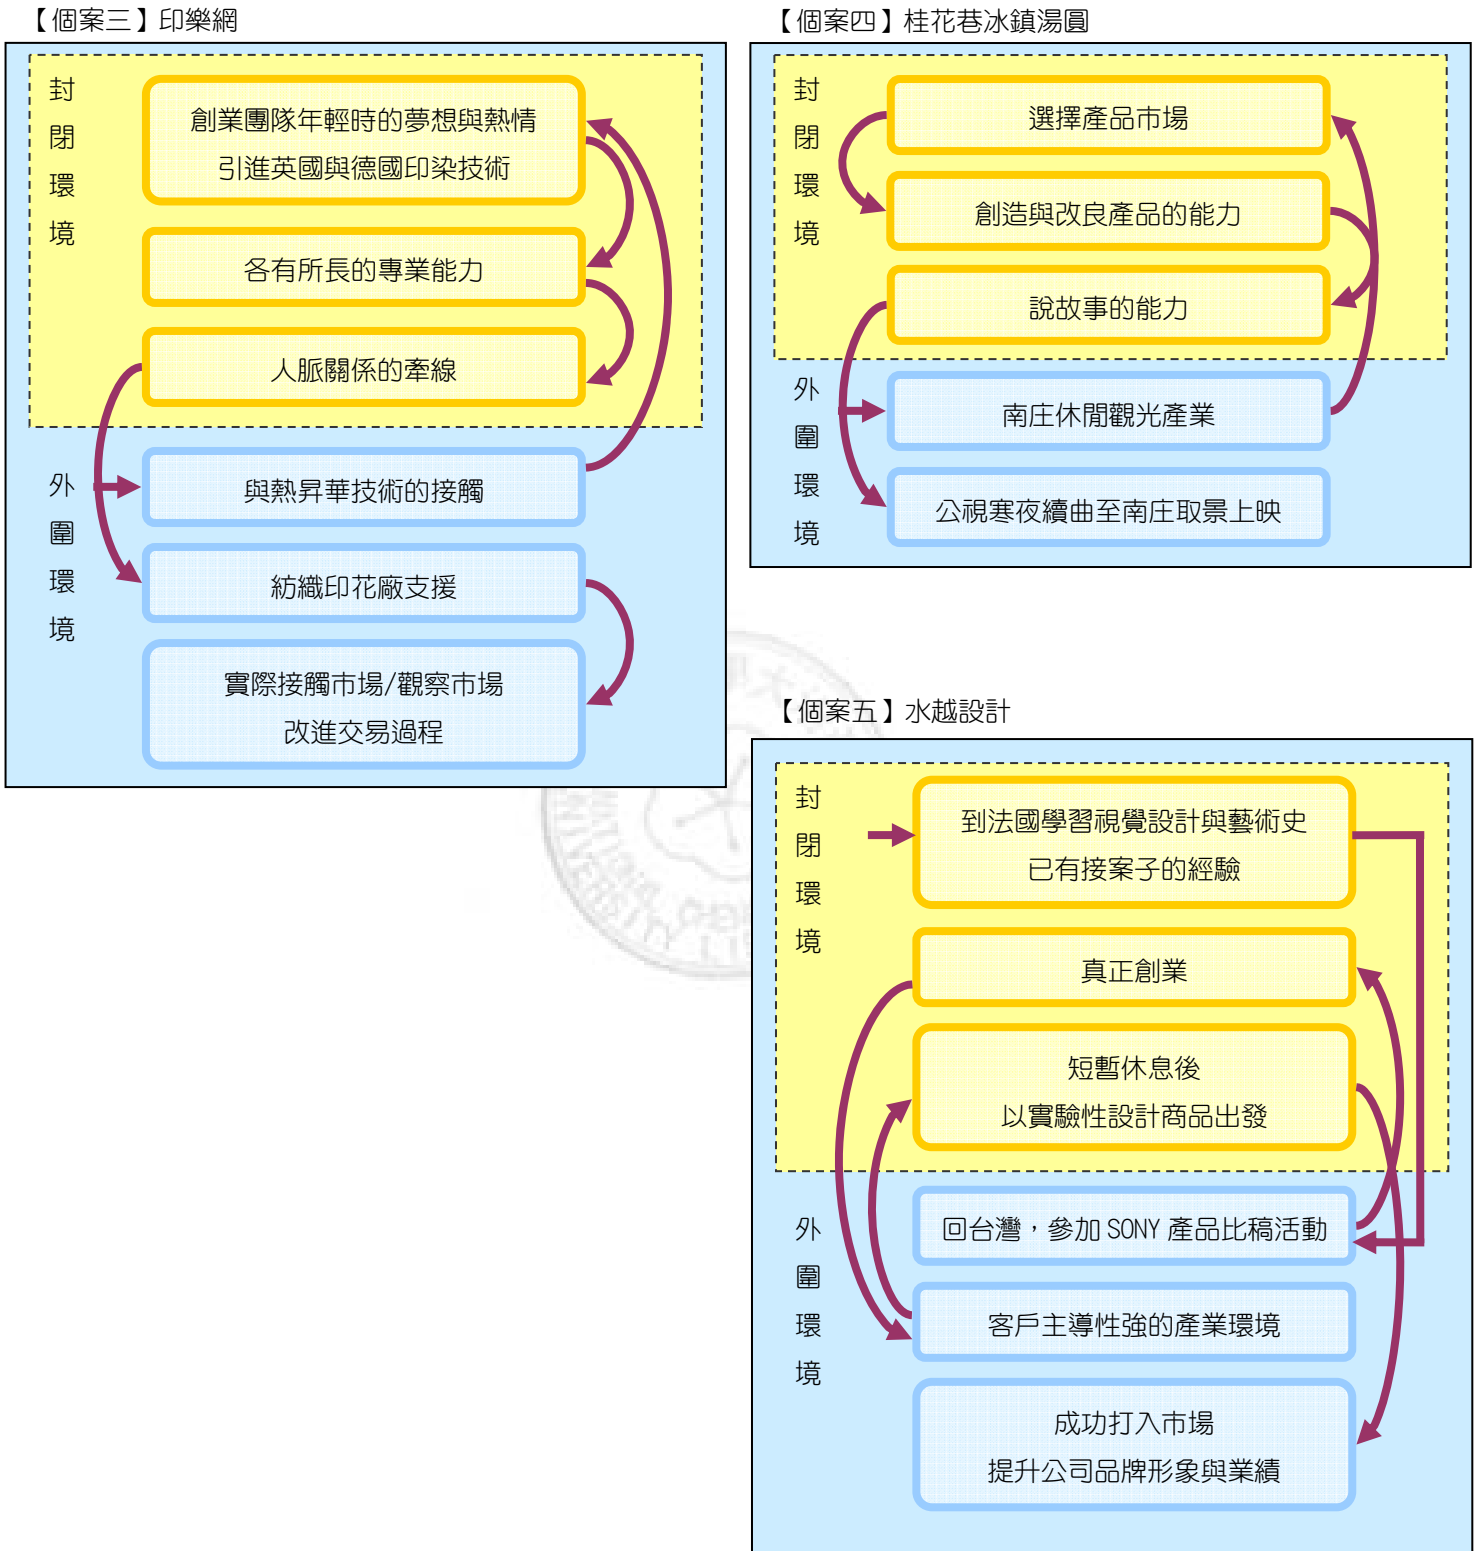 【個案三】印樂網
封閉環境
創業團隊年輕時的夢想與熱情
引進英國與德國印染技術
各有所長的專業能力
人脈關係的牽線
外圍環境
與熱昇華技術的接觸
紡織印花廠支援
實際接觸市場/觀察市場
改進交易過程
【個案四】桂花巷冰鎮湯圓
封閉環境
選擇產品市場
創造與改良產品的能力
說故事的能力
外圍環境
南庄休閒觀光產業
公視寒夜續曲至南庄取景上映
【個案五】水越設計
封閉環境
到法國學習視覺設計與藝術史
已有接案子的經驗
真正創業
短暫休息後
以實驗性設計商品出發
外圍環境
回台灣，參加 SONY 產品比稿活動
客戶主導性強的產業環境
成功打入市場
提升公司品牌形象與業績